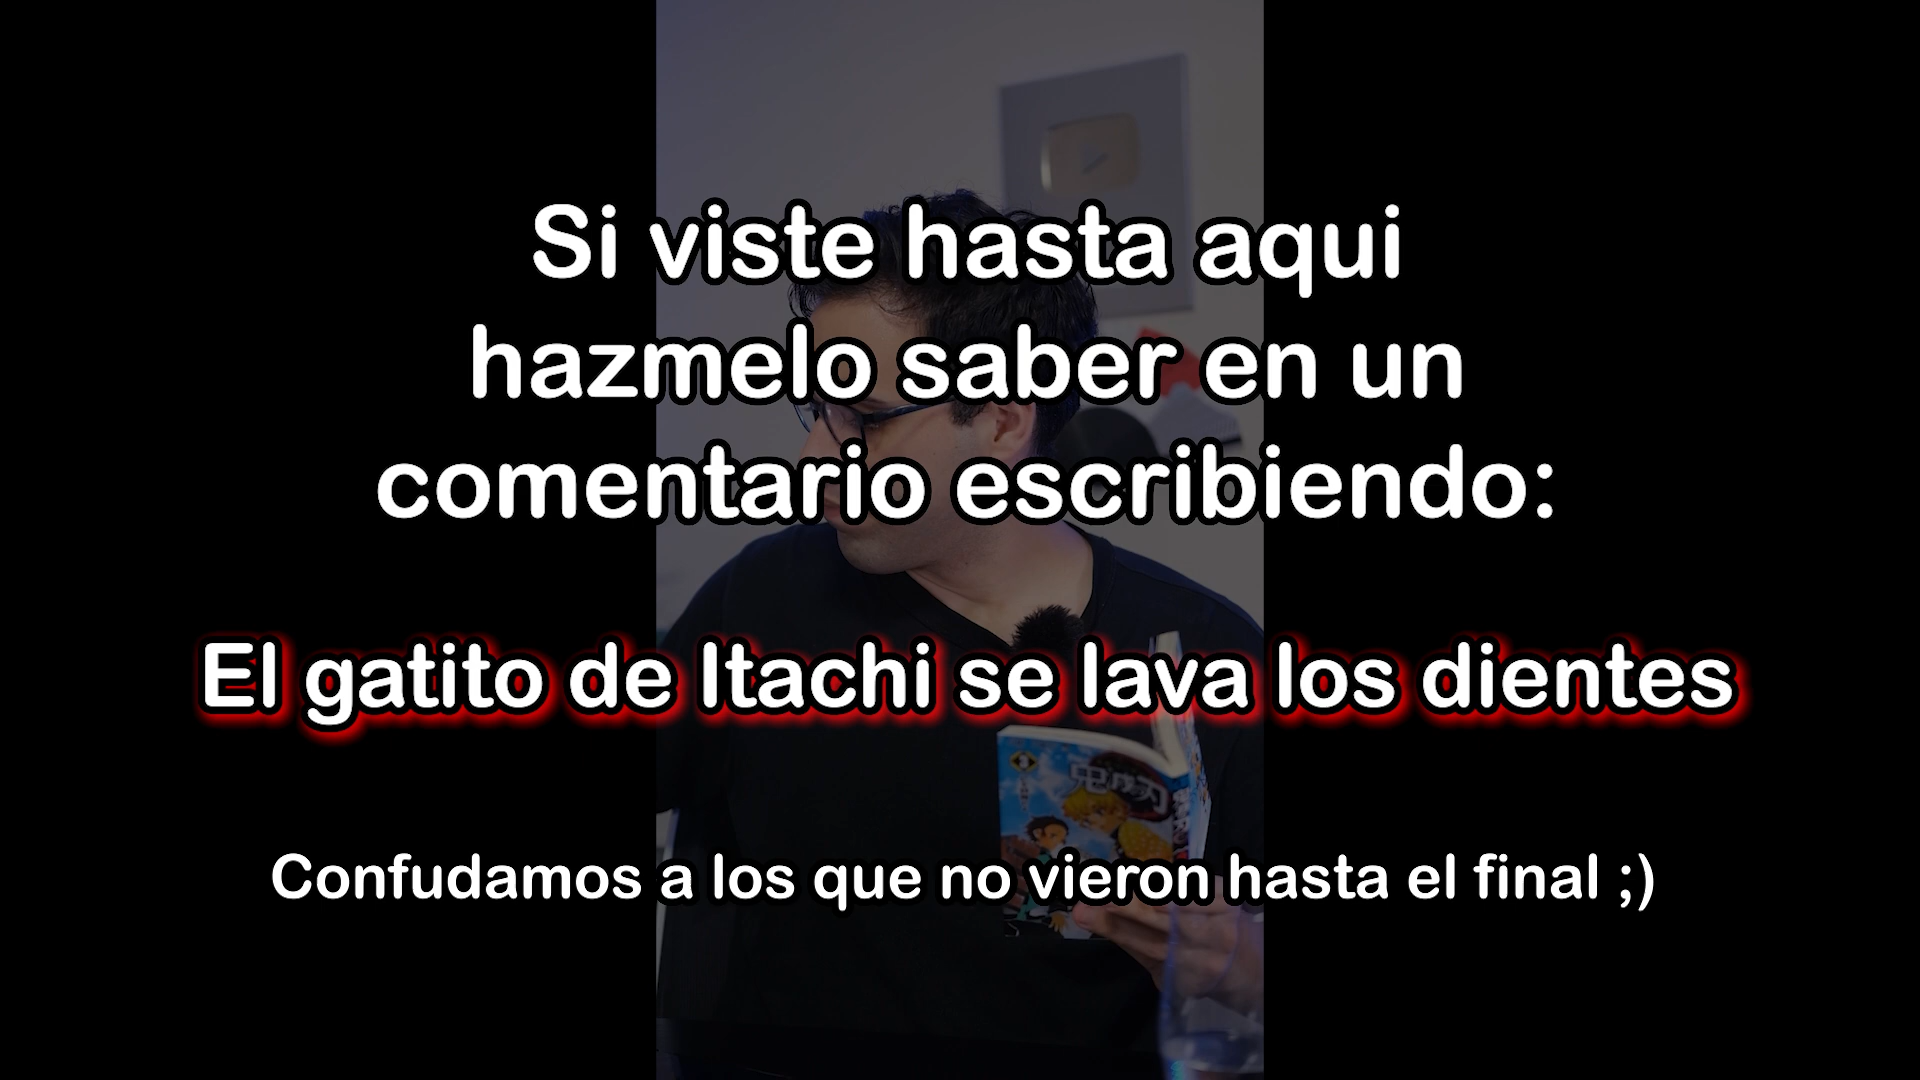 Si viste hasta aqui
hazmelo saber en un
comentario escribiendo:
El gatito de Itachi se lava los dientes
Confudamos a los que no vieron hasta el final ;)